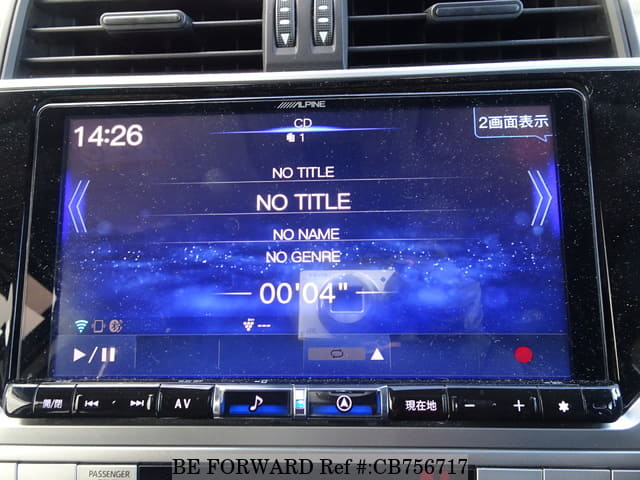 ALPINE
CD
14:26
2画面表示
1
NO TITLE
NO TITLE
NO NAME
NO GENRE
00'04"
---
開/閉
AV
現在地
PASSENGER
BE FORWARD Ref #:CB756717